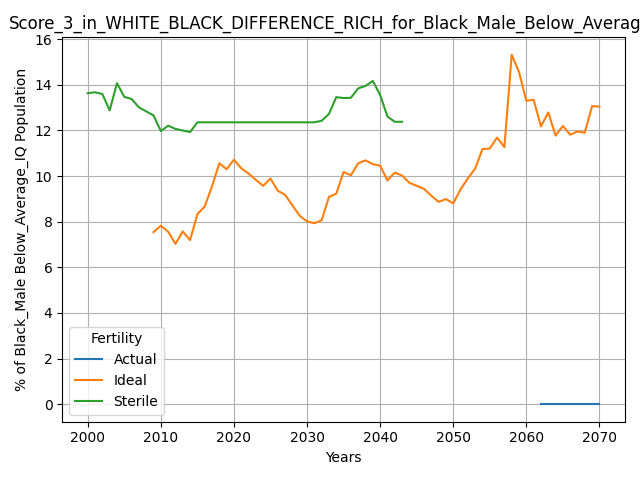 Score_3_in_WHITE_BLACK_DIFFERENCE_RICH_for_Black_Male_Below_Averag
% of Black_Male Below_Average_IQ Population
16
14
12
10
8
6
4
2
0
Fertility
Actual
Ideal
Sterile
2000 2010 2020 2030 2040 2050 2060 2070
Years